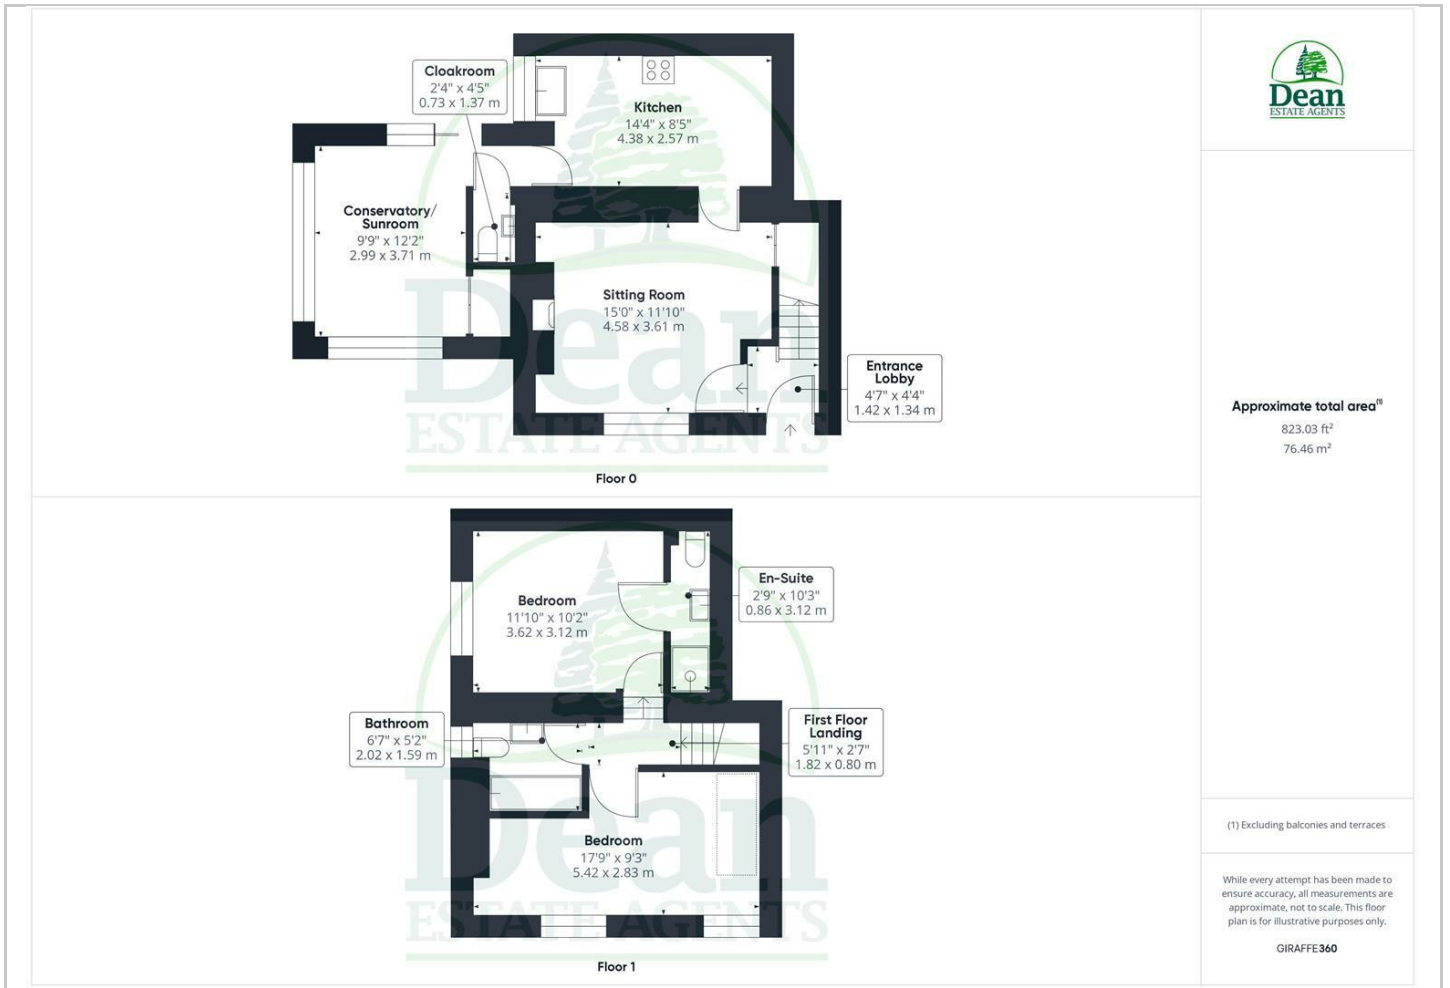 Cloakroom
2'4" x 4'5"
0.73 x 1.37 m
Kitchen
14'4" x 8'5"
4.38 x 2.57 m
Conservatory/
Sunroom
9'9" x 12'2"
2.99 x 3.71 m
Sitting Room
15'0" x 11'10"
4.58 x 3.61 m
Entrance
Lobby
4'7" x 4'4"
1.42 x 1.34 m
Dean
ESTATE AGENTS
Floor 0
Bedroom
11'10" x 10'2"
3.62 x 3.12 m
En-Suite
2'9" x 10'3"
0.86 x 3.12 m
Bathroom
6'7" x 5'2"
2.02 x 1.59 m
First Floor
Landing
5'11" x 2'7"
1.82 x 0.80 m
Bedroom
17'9" x 9'3"
5.42 x 2.83 m
Dean
ESTATE AGENTS
Floor 1
Dean
ESTATE AGENTS
Approximate total area(1)
823.03 ft²
76.46 m²
(1) Excluding balconies and terraces
While every attempt has been made to
ensure accuracy, all measurements are
approximate, not to scale. This floor
plan is for illustrative purposes only.
GIRAFFE360